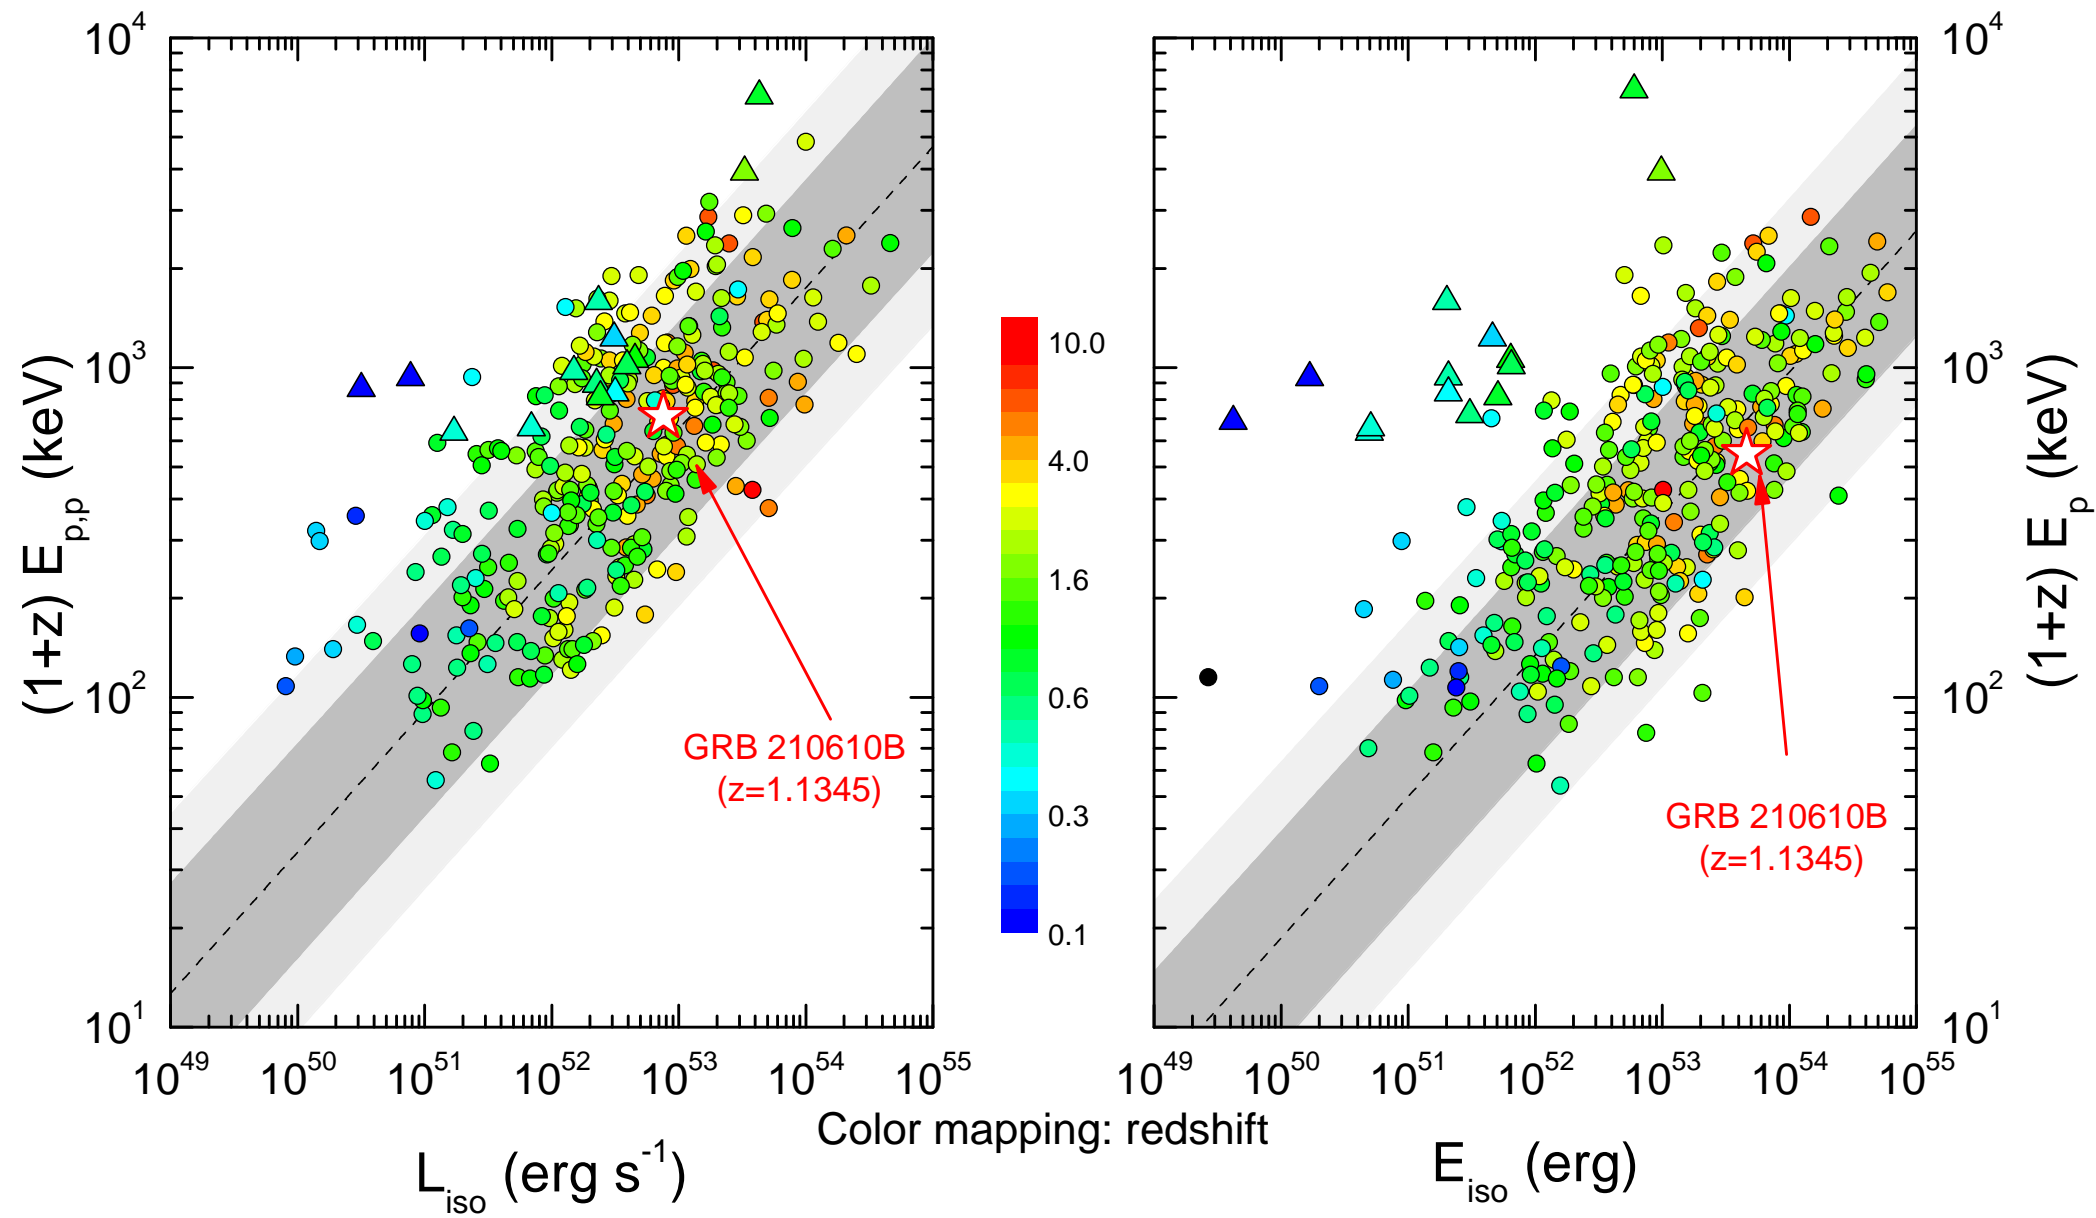 10^4
10^3
10^2
10^1
(1+z) E_p,p (keV)
10^49 10^50 10^51 10^52 10^53 10^54 10^55
L_iso (erg s^-1)
GRB 210610B
(z=1.1345)
10.0
4.0
1.6
0.6
0.3
0.1
Color mapping: redshift
GRB 210610B
(z=1.1345)
10^49 10^50 10^51 10^52 10^53 10^54 10^55
E_iso (erg)
10^4
10^3
10^2
10^1
(1+z) E_p (keV)